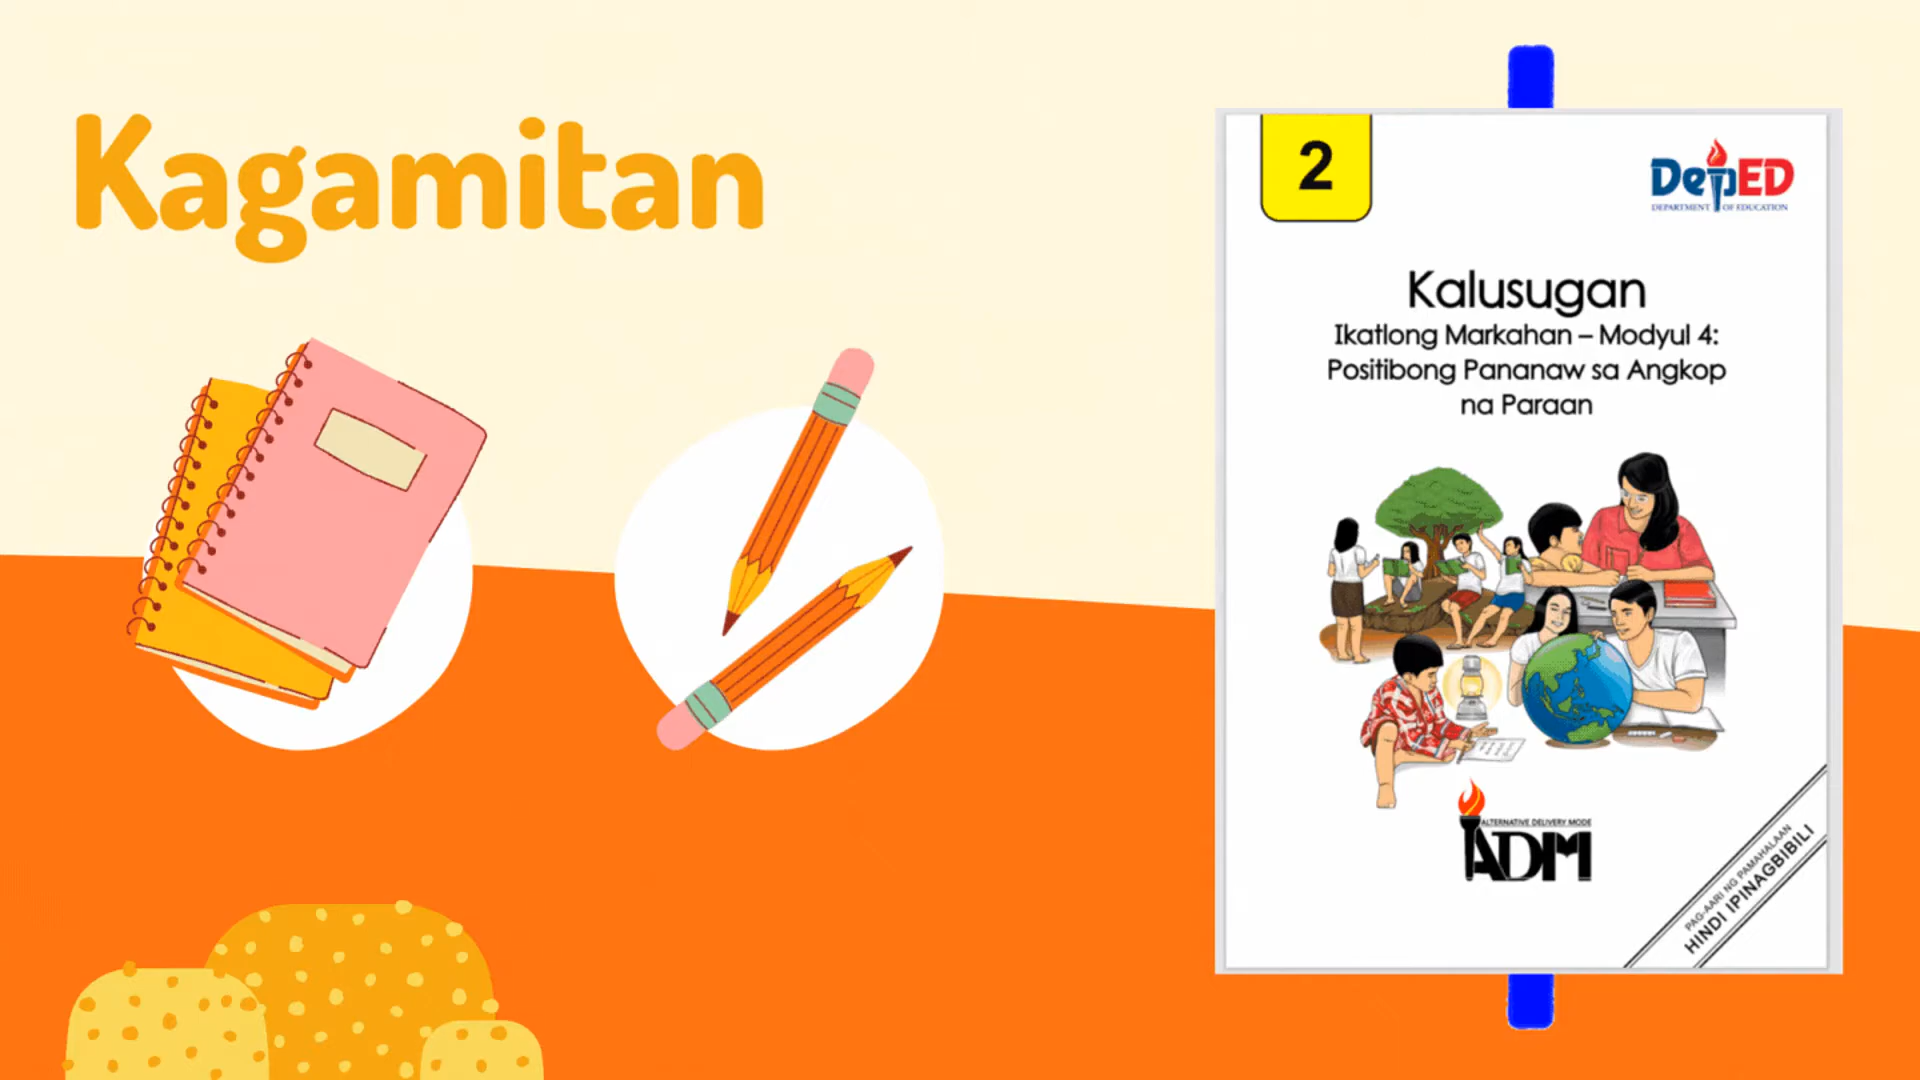 Kagamitan
2
DepED
DEPARTMENT OF EDUCATION
Kalusugan
Ikatlong Markahan – Modyul 4:
Positibong Pananaw sa Angkop
na Paraan
ALTERNATIVE DELIVERY MODE
ADM
PAG-AARI NG PAMAHALAAN
HINDI IPINAGBIBILI